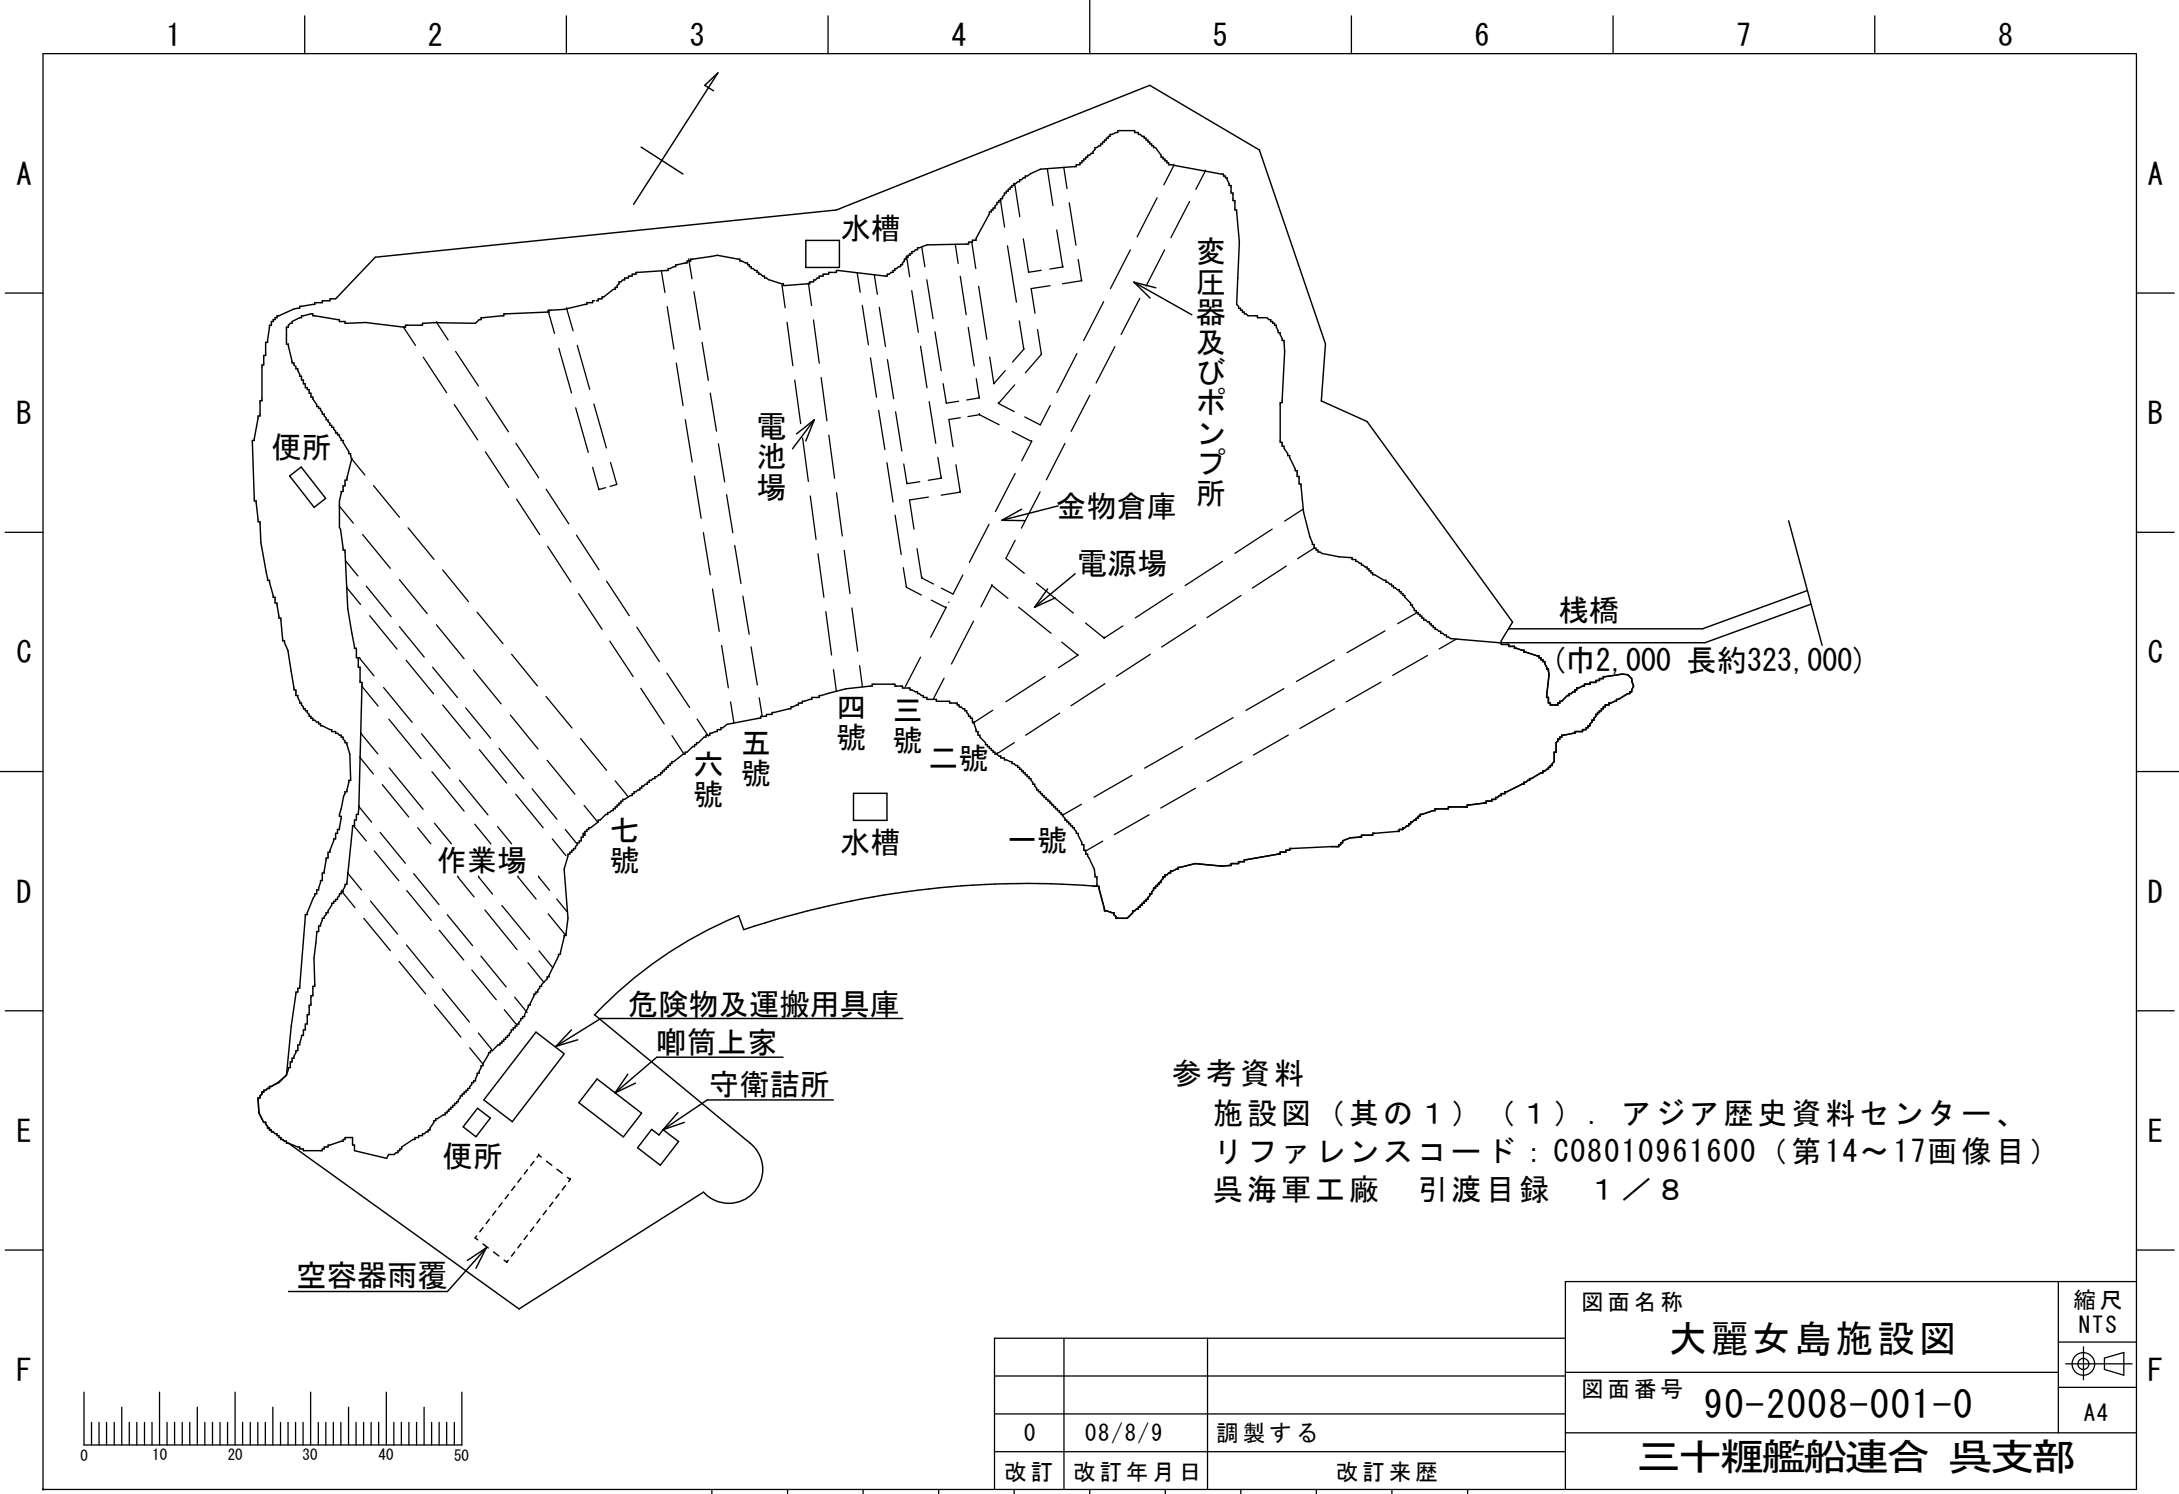 1 2 3 4 5 6 7 8
A A
水槽
変圧器及びポンプ所
B B
電池場
便所
金物倉庫
電源場
桟橋
C C
(巾2,000 長約323,000)
四號
三號
二號
五號
六號
七號
水槽
一號
作業場
D D
危険物及運搬用具庫
喞筒上家
守衛詰所
便所
E E
参考資料
施設図（其の１）（１）．アジア歴史資料センター、
リファレンスコード：C08010961600（第14～17画像目）
呉海軍工廠　引渡目録　１／８
空容器雨覆
F F
0 10 20 30 40 50
図面名称
大麗女島施設図
縮尺
NTS
図面番号 90-2008-001-0
A4
三十糎艦船連合 呉支部
0 08/8/9 調製する
改訂 改訂年月日 改訂来歴